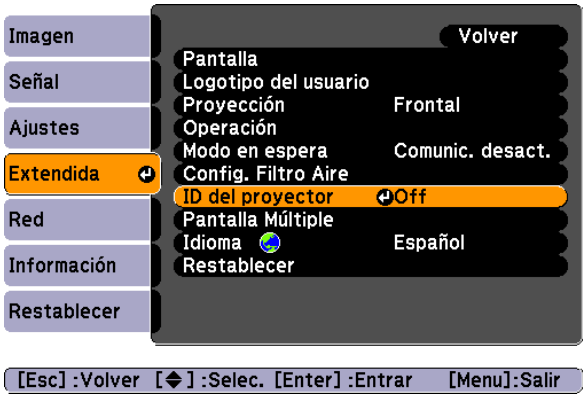 Imagen
Señal
Ajustes
Extendida
Red
Información
Restablecer
Volver
Pantalla
Logotipo del usuario
Proyección Frontal
Operación
Modo en espera Comunic. desact.
Config. Filtro Aire
ID del proyector Off
Pantalla Múltiple
Idioma Español
Restablecer
[Esc] :Volver [◆] :Selec. [Enter] :Entrar [Menu]:Salir